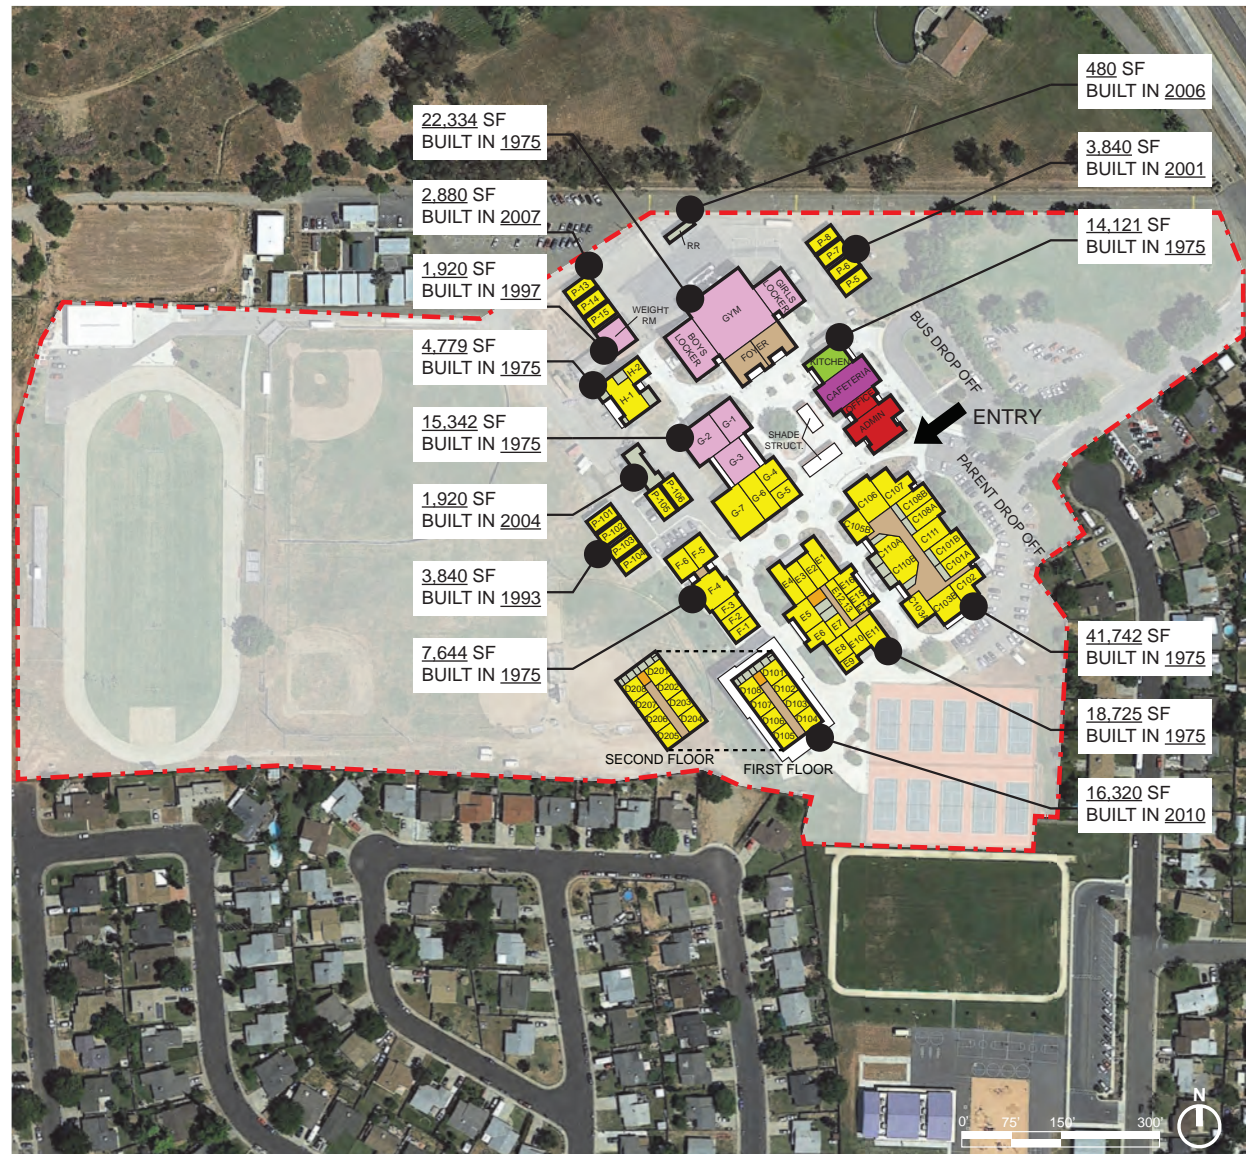 480 SF
BUILT IN 2006
22,334 SF
BUILT IN 1975
3,840 SF
BUILT IN 2001
2,880 SF
BUILT IN 2007
14,121 SF
BUILT IN 1975
1,920 SF
BUILT IN 1997
4,779 SF
BUILT IN 1975
15,342 SF
BUILT IN 1975
1,920 SF
BUILT IN 2004
3,840 SF
BUILT IN 1993
7,644 SF
BUILT IN 1975
41,742 SF
BUILT IN 1975
18,725 SF
BUILT IN 1975
16,320 SF
BUILT IN 2010
RR
P-8
P-7
P-6
P-5
P-13
P-14
P-15
WEIGHT
RM
GIRLS
LOCKER
GYM
BOYS
LOCKER
FOYER
KITCHEN
CAFETERIA
OFFICE
ADMIN
BUS DROP OFF
ENTRY
PARENT DROP OFF
SHADE
STRUCT.
H-2
H-1
G-1
G-2
G-3
G-4
G-6
G-5
G-7
P-106
P-105
P-101
P-102
P-103
P-104
F-5
F-6
F-4
F-3
F-2
F-1
C107
C106
C108B
C108A
C105B
C111
C110A
C110B
C101B
C101A
C102
C103B
C103
E1
E2
E3
E4
E16
E15
E14
E12
E13
E5
E6
E7
E8
E9
E10
E11
D201
D208
D202
D207
D203
D206
D204
D205
SECOND FLOOR
D101
D108
D102
D107
D103
D106
D104
D105
FIRST FLOOR
N
0' 75' 150' 300'